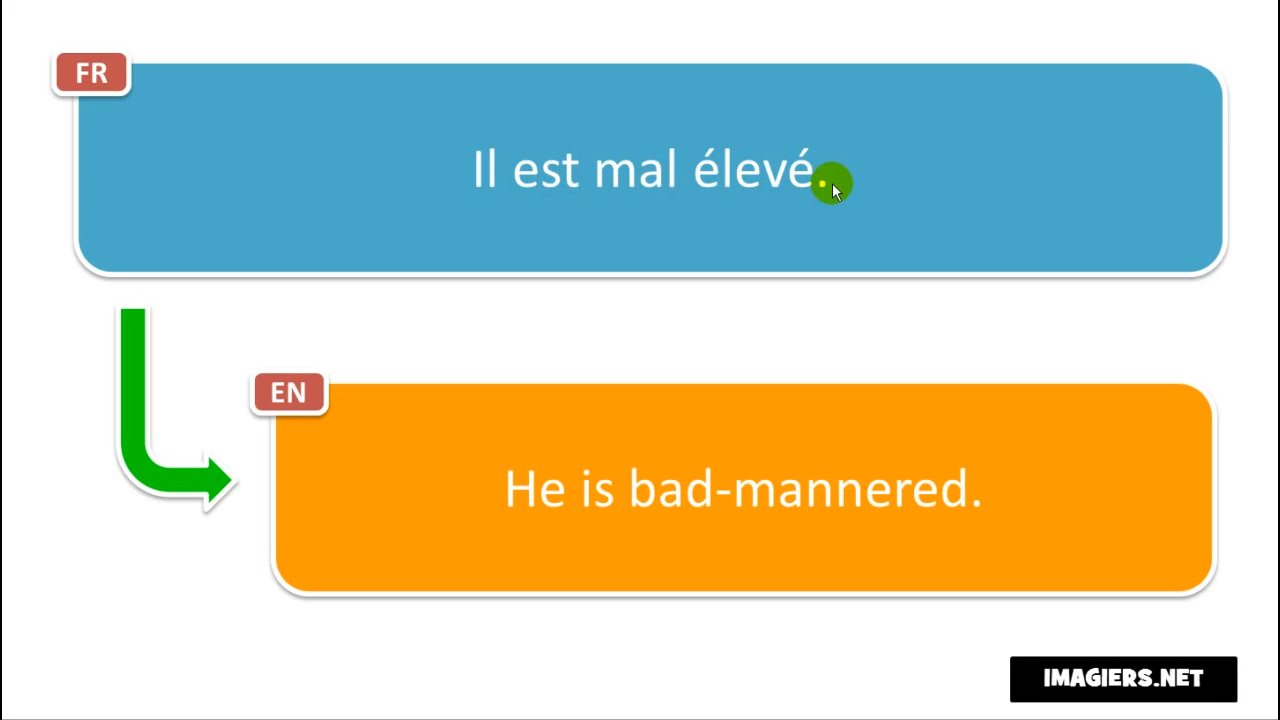 FR
Il est mal élevé.
EN
He is bad-mannered.
IMAGIERS.NET